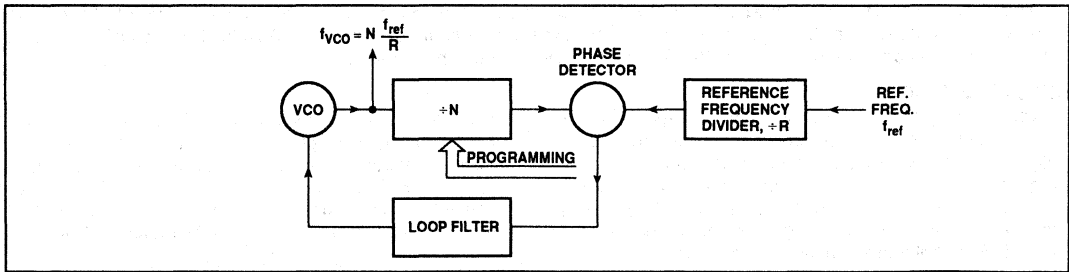 fVCO = N fref/R
PHASE
DETECTOR
VCO
÷N
REFERENCE
FREQUENCY
DIVIDER, ÷R
REF.
FREQ.
fref
PROGRAMMING
LOOP FILTER